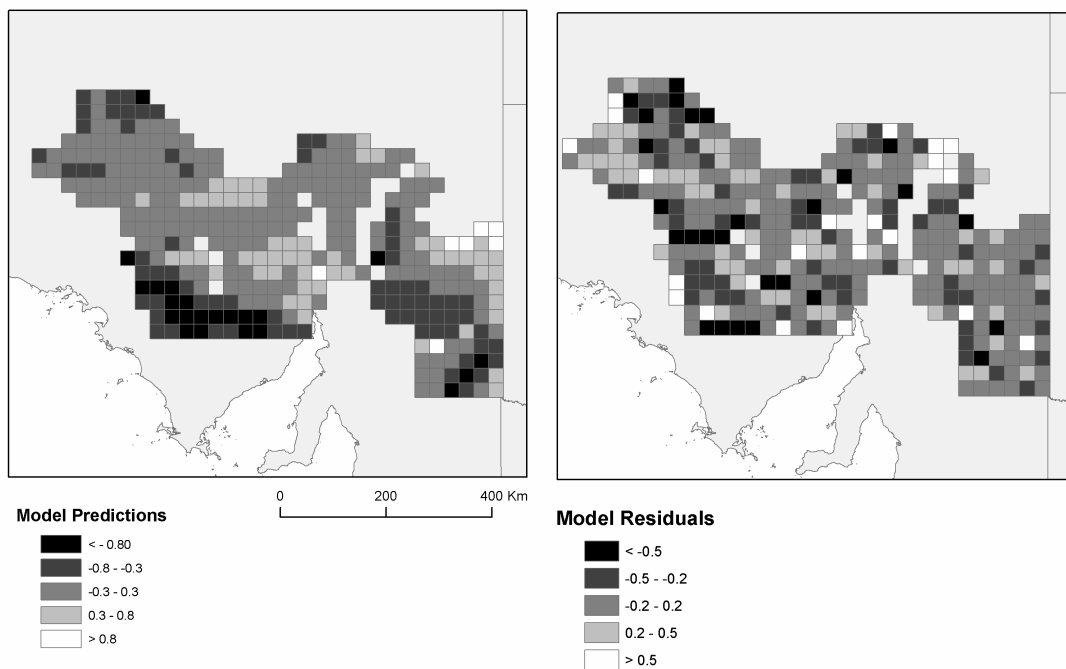 0 200 400 Km
Model Predictions
< - 0.80
-0.8 - -0.3
-0.3 - 0.3
0.3 - 0.8
> 0.8
Model Residuals
< -0.5
-0.5 - -0.2
-0.2 - 0.2
0.2 - 0.5
> 0.5